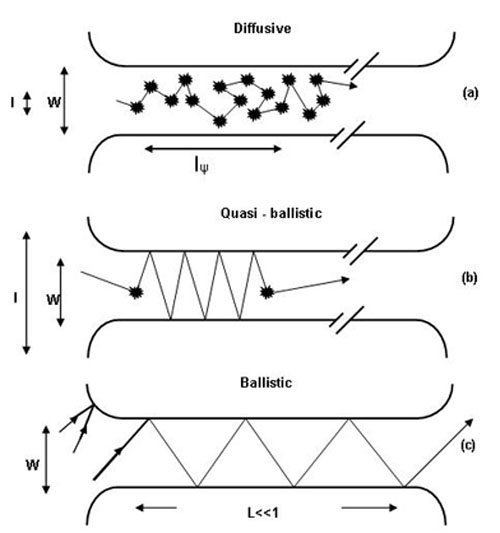 Diffusive
l
W
(a)
lψ
Quasi - ballistic
l
W
(b)
Ballistic
W
(c)
L<<1